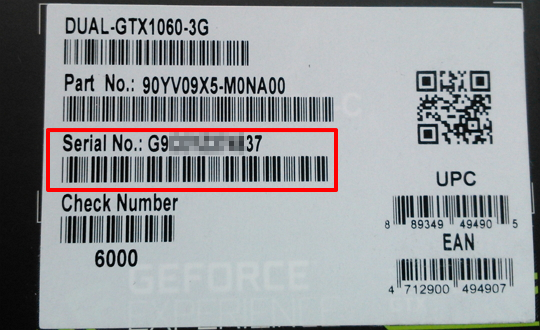 DUAL-GTX1060-3G
Part No.: 90YV09X5-M0NA00
Serial No.: G9 37
Check Number
6000
UPC
8 89349 49490 5
EAN
4 712900 494907
GEFORCE
EXPERIENCE